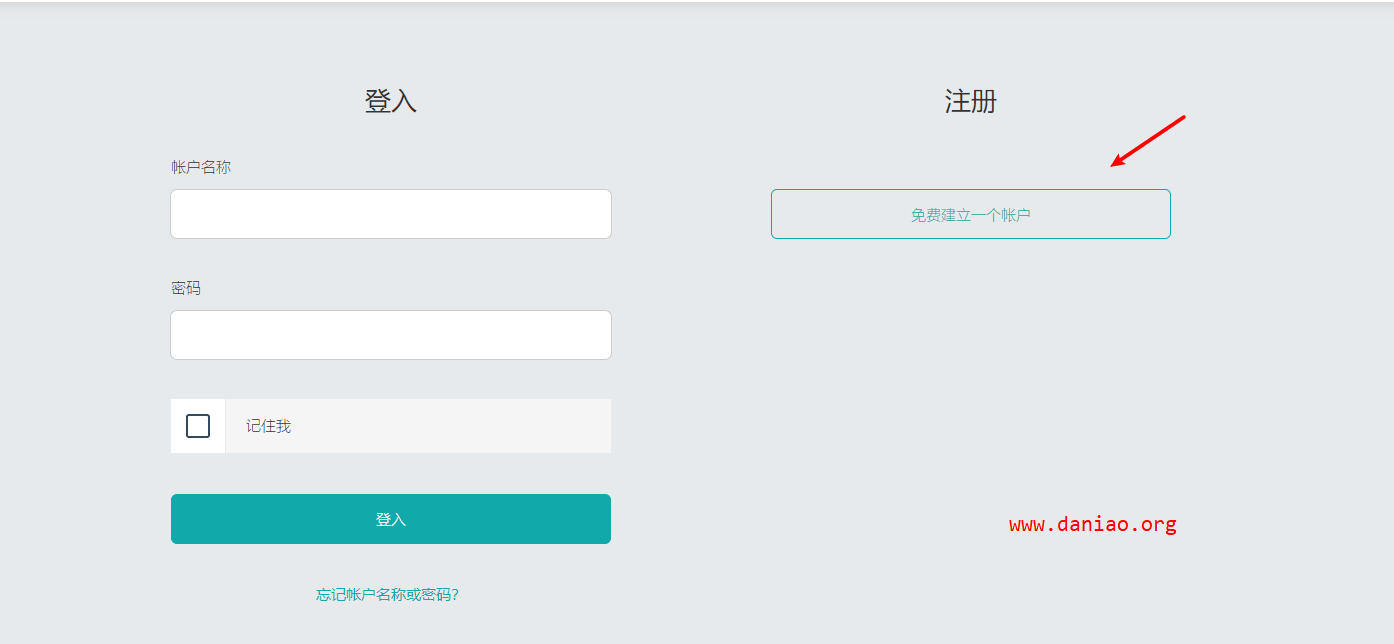 登入
帐户名称
密码
记住我
登入
忘记帐户名称或密码?
注册
免费建立一个帐户
www.daniao.org